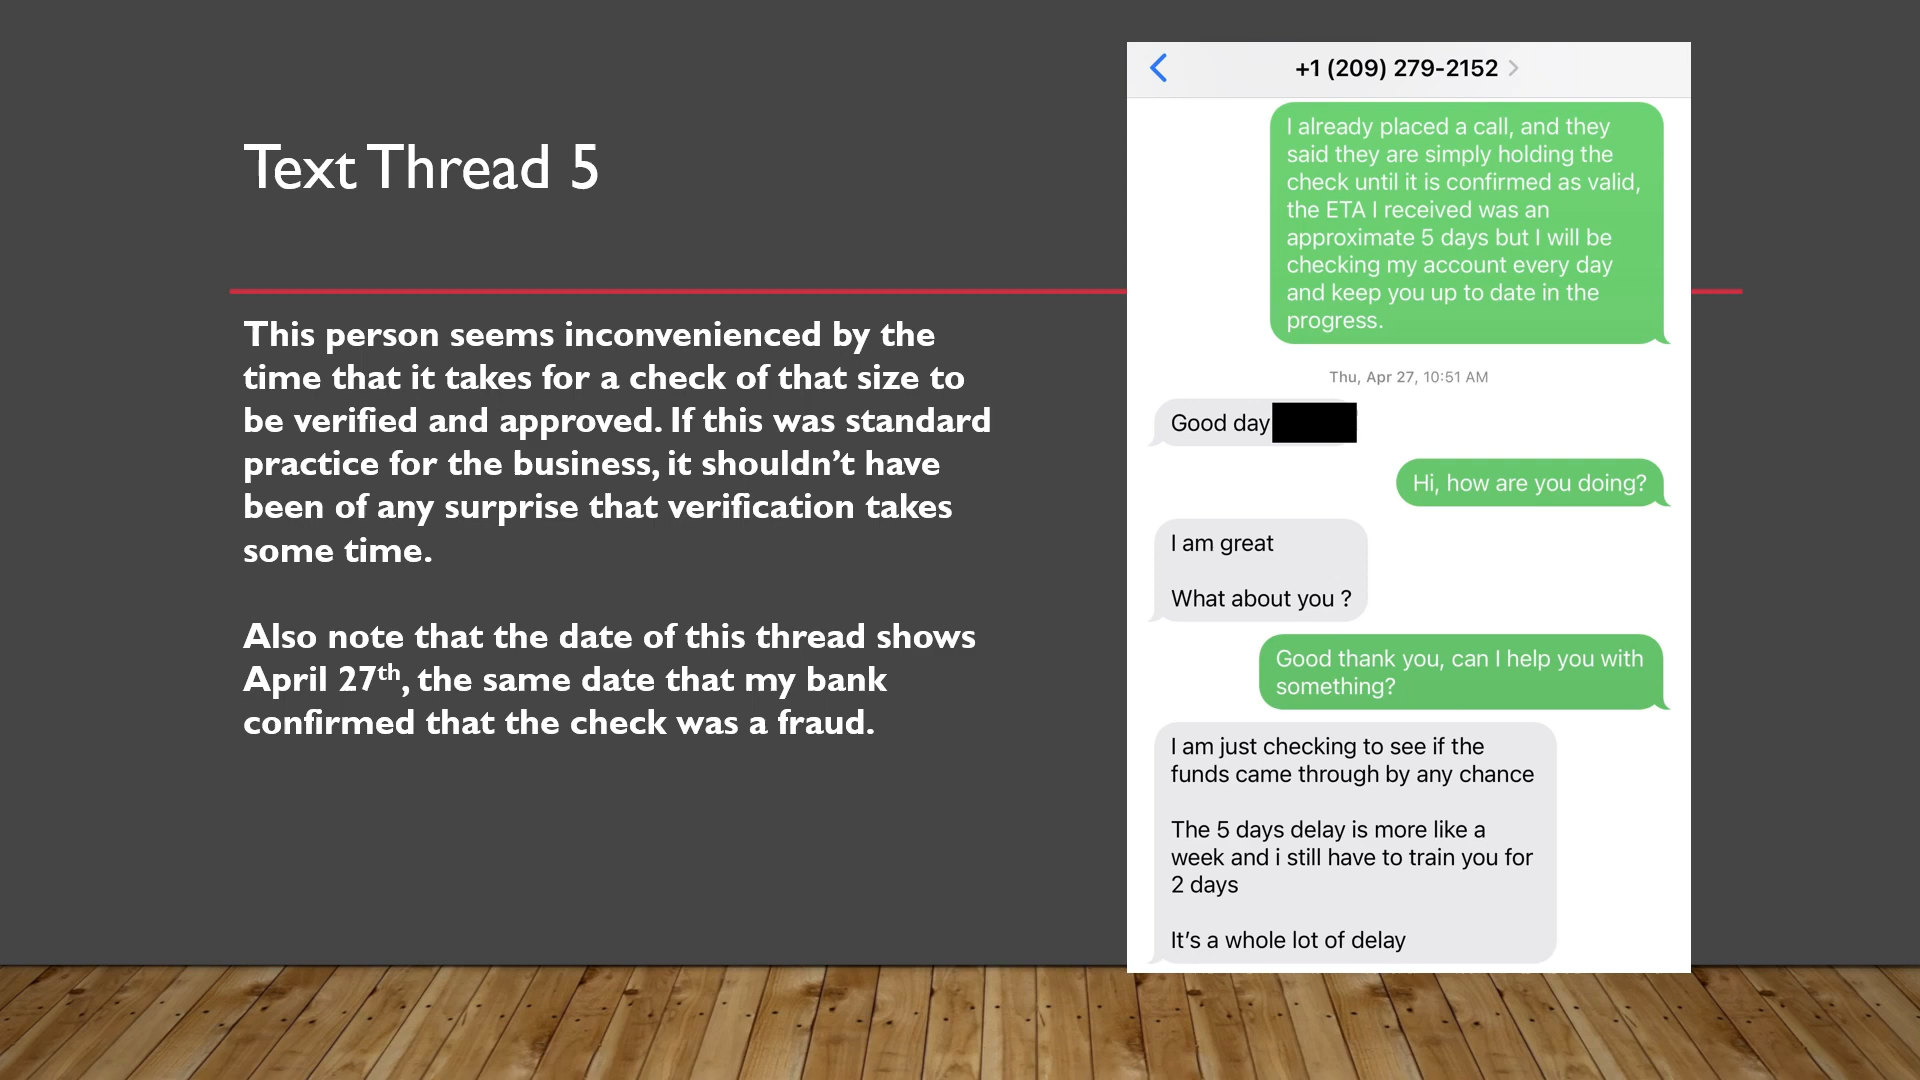 Text Thread 5
This person seems inconvenienced by the
time that it takes for a check of that size to
be verified and approved. If this was standard
practice for the business, it shouldn’t have
been of any surprise that verification takes
some time.
Also note that the date of this thread shows
April 27th, the same date that my bank
confirmed that the check was a fraud.
+1 (209) 279-2152
I already placed a call, and they
said they are simply holding the
check until it is confirmed as valid,
the ETA I received was an
approximate 5 days but I will be
checking my account every day
and keep you up to date in the
progress.
Thu, Apr 27, 10:51 AM
Good day
Hi, how are you doing?
I am great
What about you ?
Good thank you, can I help you with
something?
I am just checking to see if the
funds came through by any chance
The 5 days delay is more like a
week and i still have to train you for
2 days
It’s a whole lot of delay